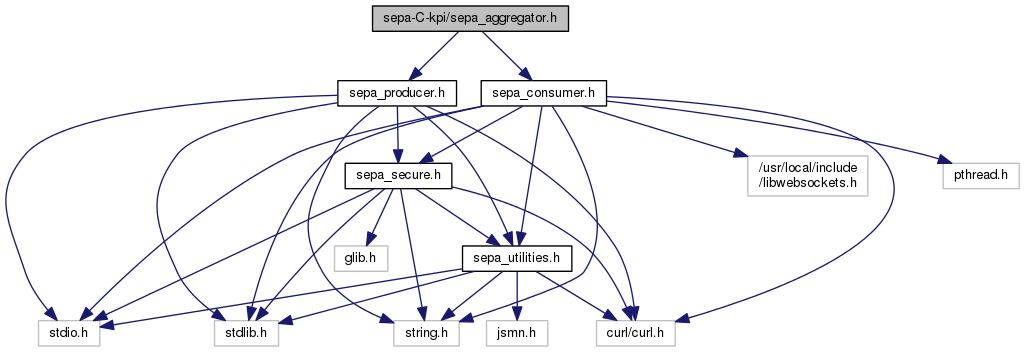 sepa-C-kpi/sepa_aggregator.h
sepa_producer.h
sepa_consumer.h
sepa_secure.h
/usr/local/include
/libwebsockets.h
pthread.h
glib.h
sepa_utilities.h
stdio.h
stdlib.h
string.h
jsmn.h
curl/curl.h